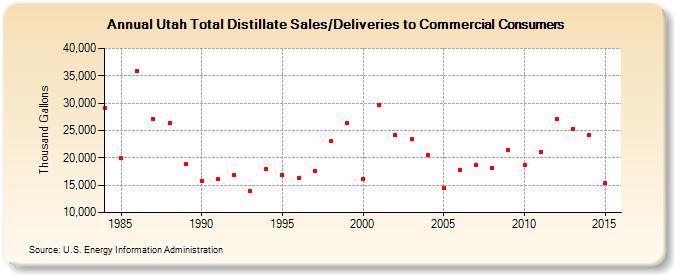 Annual Utah Total Distillate Sales/Deliveries to Commercial Consumers
Thousand Gallons
40,000
35,000
30,000
25,000
20,000
15,000
10,000
1985 1990 1995 2000 2005 2010 2015
Source: U.S. Energy Information Administration